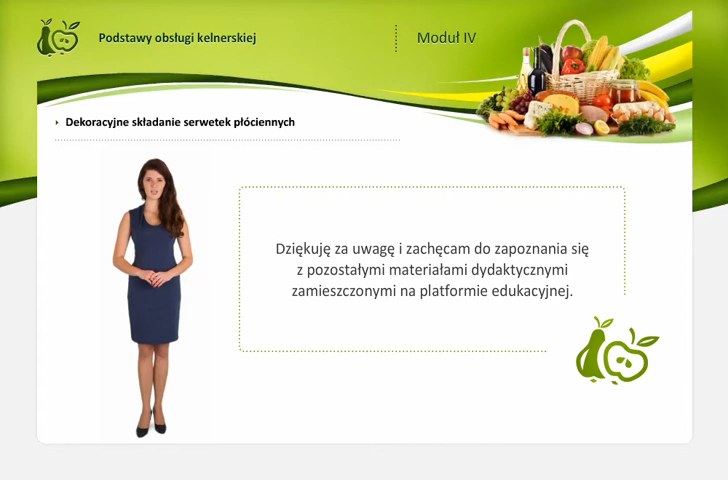 Podstawy obsługi kelnerskiej
Moduł IV
Dekoracyjne składanie serwetek płóciennych
Dziękuję za uwagę i zachęcam do zapoznania się
z pozostałymi materiałami dydaktycznymi
zamieszczonymi na platformie edukacyjnej.